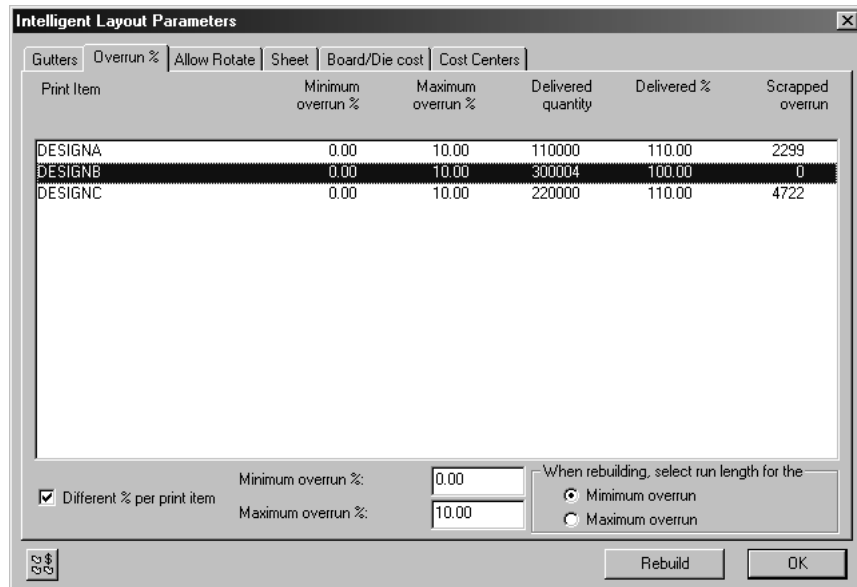 Intelligent Layout Parameters
Gutters Overrun % Allow Rotate Sheet Board/Die cost Cost Centers
Print Item Minimum overrun % Maximum overrun % Delivered quantity Delivered % Scrapped overrun
DESIGNA 0.00 10.00 110000 110.00 2299
DESIGNB 0.00 10.00 300004 100.00 0
DESIGNC 0.00 10.00 220000 110.00 4722
Different % per print item
Minimum overrun %: 0.00
Maximum overrun %: 10.00
When rebuilding, select run length for the
Mimimum overrun
Maximum overrun
Rebuild OK